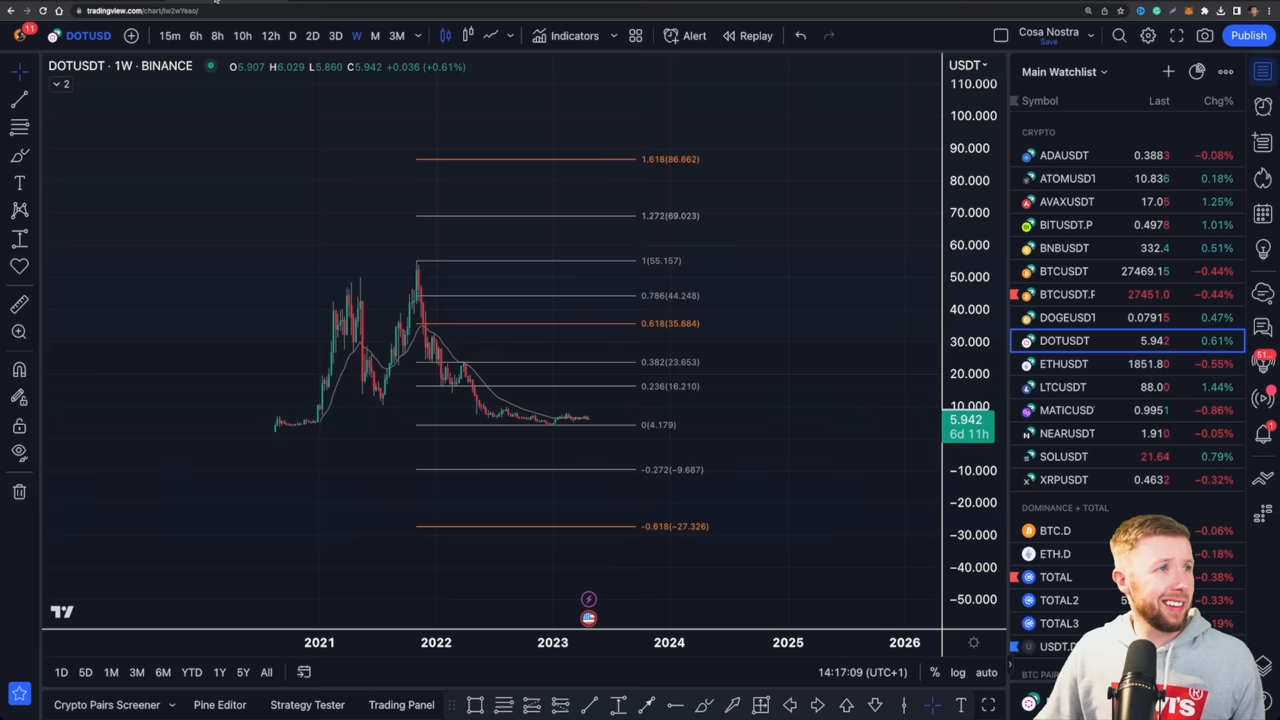 tradingview.com/chart/lw2wYeao/
11
DOTUSD
15m 6h 8h 10h 12h D 2D 3D W M 3M
Indicators
Alert
Replay
Cosa Nostra
Save
Publish
DOTUSDT · 1W · BINANCE
O5.907 H6.029 L5.860 C5.942 +0.036 (+0.61%)
2
USDT
110.000
100.000
90.000
80.000
70.000
60.000
50.000
40.000
30.000
20.000
10.000
5.942
6d 11h
−10.000
−20.000
−30.000
−40.000
−50.000
1.618(86.662)
1.272(69.023)
1(55.157)
0.786(44.248)
0.618(35.684)
0.382(23.653)
0.236(16.210)
0(4.179)
-0.272(−9.687)
-0.618(−27.326)
2021 2022 2023 2024 2025 2026
1D 5D 1M 3M 6M YTD 1Y 5Y All
14:17:09 (UTC+1)
% log auto
Crypto Pairs Screener
Pine Editor
Strategy Tester
Trading Panel
Main Watchlist
Symbol Last Chg%
CRYPTO
ADAUSDT 0.3883 −0.08%
ATOMUSDT 10.836 0.18%
AVAXUSDT 17.05 1.25%
BITUSDT.P 0.4978 1.01%
BNBUSDT 332.4 0.51%
BTCUSDT 27469.15 −0.44%
BTCUSDT.P 27451.0 −0.44%
DOGEUSDT 0.07915 0.47%
DOTUSDT 5.942 0.61%
ETHUSDT 1851.80 −0.55%
LTCUSDT 88.00 1.44%
MATICUSD 0.9951 −0.86%
NEARUSDT 1.910 −0.05%
SOLUSDT 21.64 0.79%
XRPUSDT 0.4632 −0.32%
DOMINANCE + TOTAL
BTC.D −0.06%
ETH.D −0.18%
TOTAL −0.38%
TOTAL2 −0.33%
TOTAL3
USDT.
BTC PAIR
51...
1